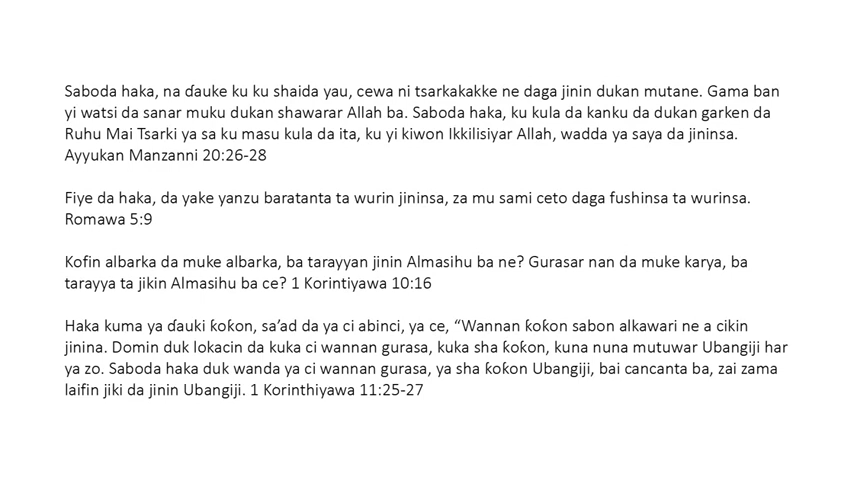 Saboda haka, na ɗauke ku ku shaida yau, cewa ni tsarkakakke ne daga jinin dukan mutane. Gama ban
yi watsi da sanar muku dukan shawarar Allah ba. Saboda haka, ku kula da kanku da dukan garken da
Ruhu Mai Tsarki ya sa ku masu kula da ita, ku yi kiwon Ikkilisiyar Allah, wadda ya saya da jininsa.
Ayyukan Manzanni 20:26-28
Fiye da haka, da yake yanzu baratanta ta wurin jininsa, za mu sami ceto daga fushinsa ta wurinsa.
Romawa 5:9
Kofin albarka da muke albarka, ba tarayyan jinin Almasihu ba ne? Gurasar nan da muke karya, ba
tarayya ta jikin Almasihu ba ce? 1 Korintiyawa 10:16
Haka kuma ya ɗauki ƙoƙon, sa’ad da ya ci abinci, ya ce, “Wannan ƙoƙon sabon alkawari ne a cikin
jinina. Domin duk lokacin da kuka ci wannan gurasa, kuka sha ƙoƙon, kuna nuna mutuwar Ubangiji har
ya zo. Saboda haka duk wanda ya ci wannan gurasa, ya sha ƙoƙon Ubangiji, bai cancanta ba, zai zama
laifin jiki da jinin Ubangiji. 1 Korinthiyawa 11:25-27